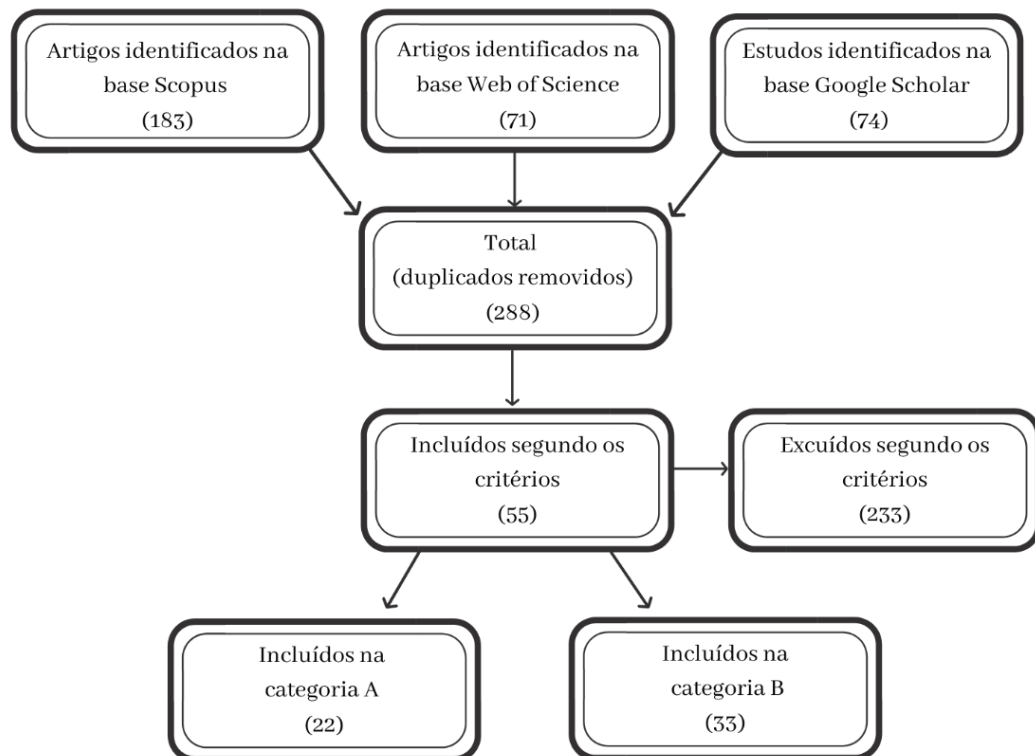 Artigos identificados na
base Scopus
(183)
Artigos identificados na
base Web of Science
(71)
Estudos identificados na
base Google Scholar
(74)
Total
(duplicados removidos)
(288)
Incluídos segundo os
critérios
(55)
Excuídos segundo os
critérios
(233)
Incluídos na
categoria A
(22)
Incluídos na
categoria B
(33)